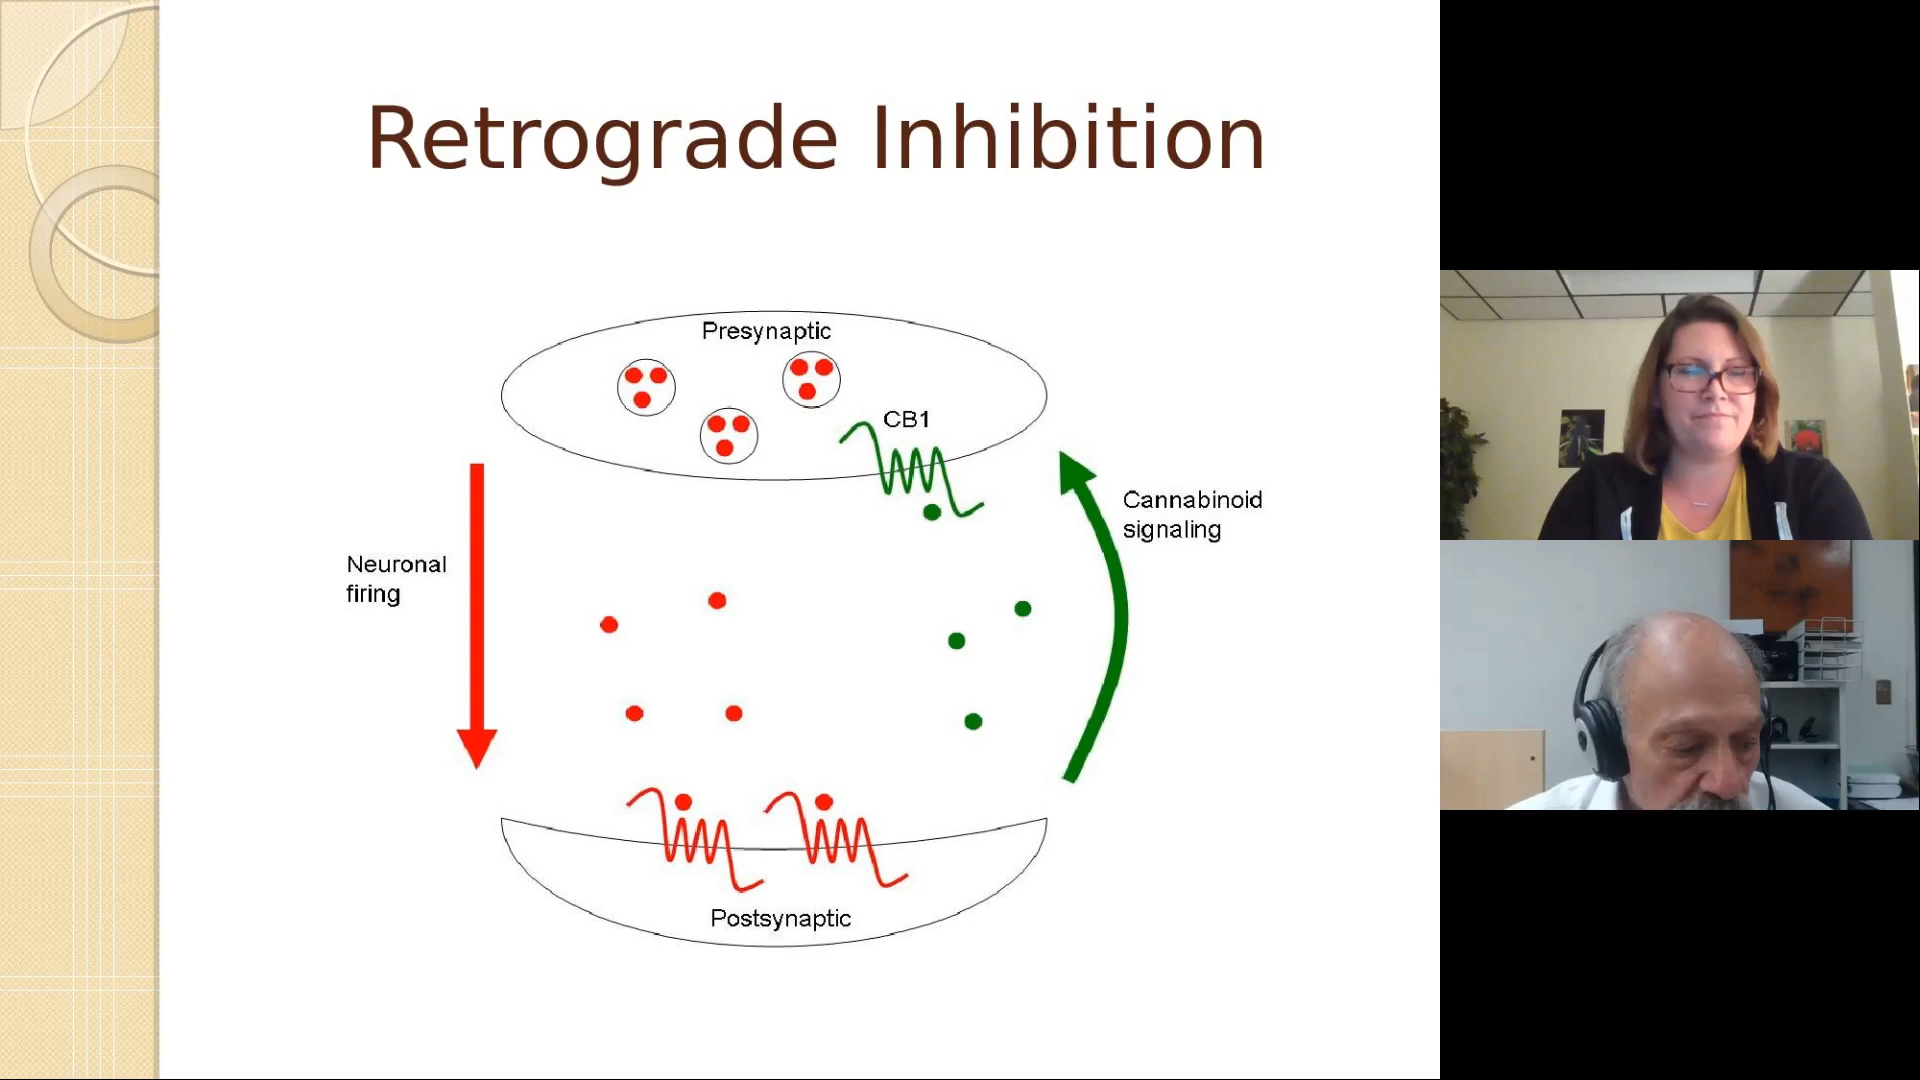 Retrograde Inhibition
Presynaptic
CB1
Cannabinoid
signaling
Neuronal
firing
Postsynaptic